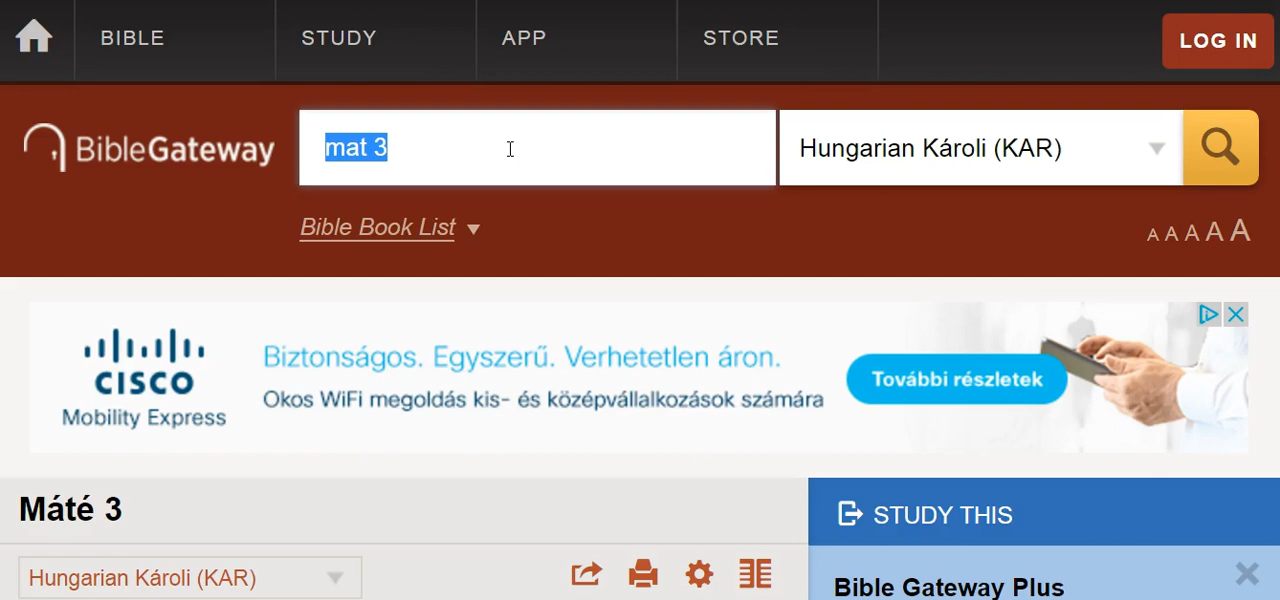 BIBLE STUDY APP STORE LOG IN
BibleGateway mat 3 Hungarian Károli (KAR)
Bible Book List A A A A A
CISCO
Mobility Express
Biztonságos. Egyszerű. Verhetetlen áron.
Okos WiFi megoldás kis- és középvállalkozások számára
További részletek
Máté 3
Hungarian Károli (KAR)
STUDY THIS
Bible Gateway Plus